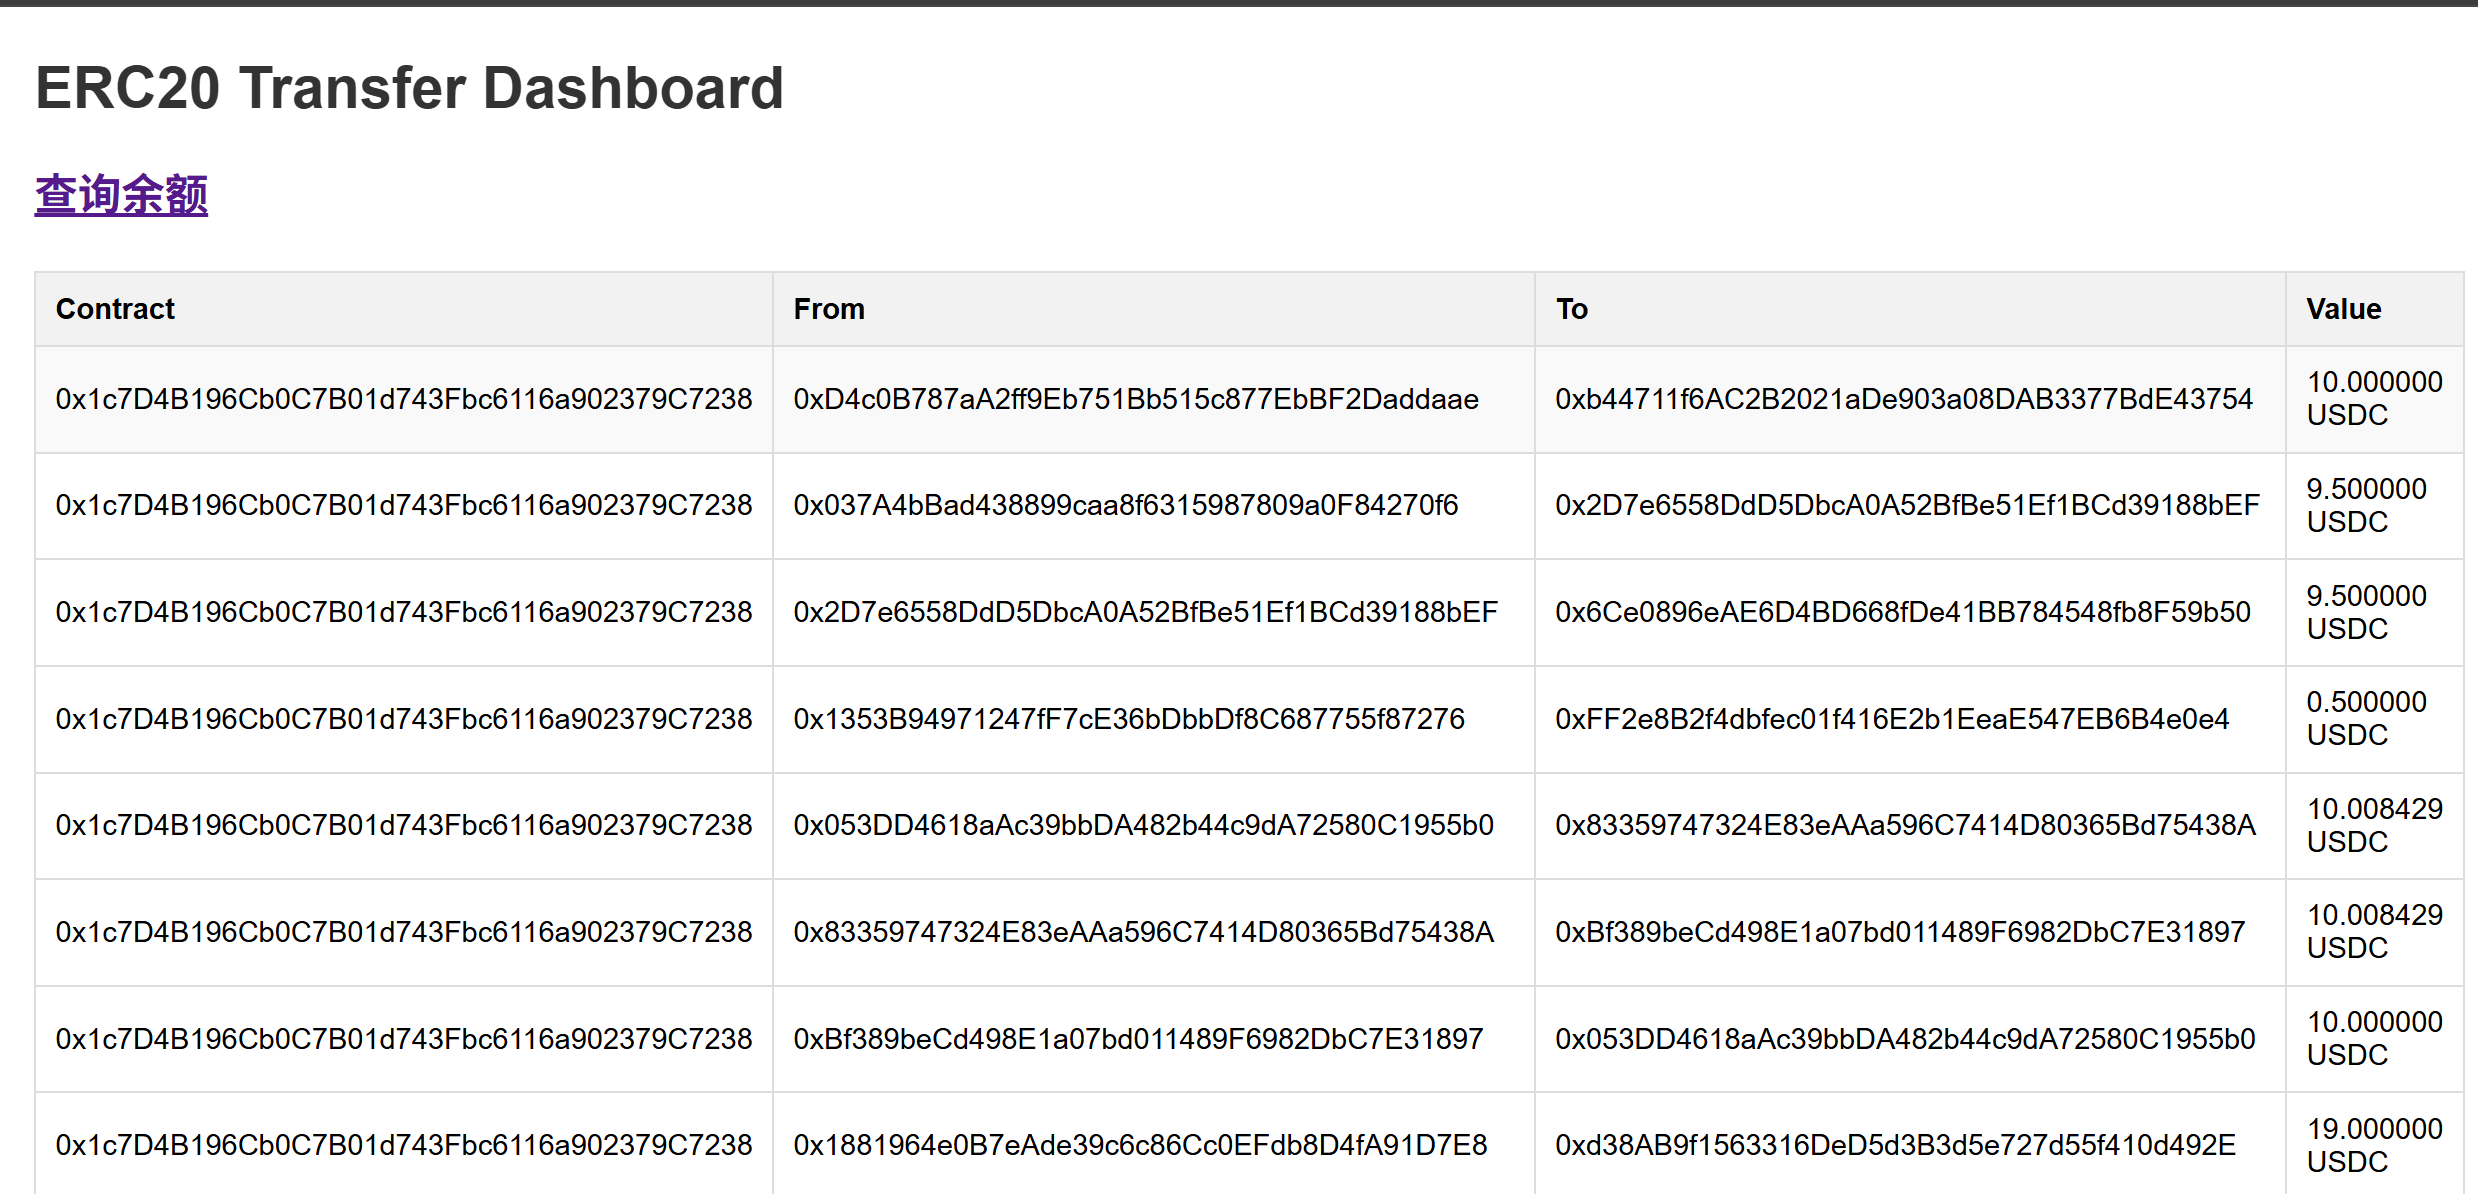 ERC20 Transfer Dashboard
查询余额
Contract From To Value
0x1c7D4B196Cb0C7B01d743Fbc6116a902379C7238 0xD4c0B787aA2ff9Eb751Bb515c877EbBF2Daddaae 0xb44711f6AC2B2021aDe903a08DAB3377BdE43754 10.000000 USDC
0x1c7D4B196Cb0C7B01d743Fbc6116a902379C7238 0x037A4bBad438899caa8f6315987809a0F84270f6 0x2D7e6558DdD5DbcA0A52BfBe51Ef1BCd39188bEF 9.500000 USDC
0x1c7D4B196Cb0C7B01d743Fbc6116a902379C7238 0x2D7e6558DdD5DbcA0A52BfBe51Ef1BCd39188bEF 0x6Ce0896eAE6D4BD668fDe41BB784548fb8F59b50 9.500000 USDC
0x1c7D4B196Cb0C7B01d743Fbc6116a902379C7238 0x1353B94971247fF7cE36bDbbDf8C687755f87276 0xFF2e8B2f4dbfec01f416E2b1EeaE547EB6B4e0e4 0.500000 USDC
0x1c7D4B196Cb0C7B01d743Fbc6116a902379C7238 0x053DD4618aAc39bbDA482b44c9dA72580C1955b0 0x83359747324E83eAAa596C7414D80365Bd75438A 10.008429 USDC
0x1c7D4B196Cb0C7B01d743Fbc6116a902379C7238 0x83359747324E83eAAa596C7414D80365Bd75438A 0xBf389beCd498E1a07bd011489F6982DbC7E31897 10.008429 USDC
0x1c7D4B196Cb0C7B01d743Fbc6116a902379C7238 0xBf389beCd498E1a07bd011489F6982DbC7E31897 0x053DD4618aAc39bbDA482b44c9dA72580C1955b0 10.000000 USDC
0x1c7D4B196Cb0C7B01d743Fbc6116a902379C7238 0x1881964e0B7eAde39c6c86Cc0EFdb8D4fA91D7E8 0xd38AB9f1563316DeD5d3B3d5e727d55f410d492E 19.000000 USDC